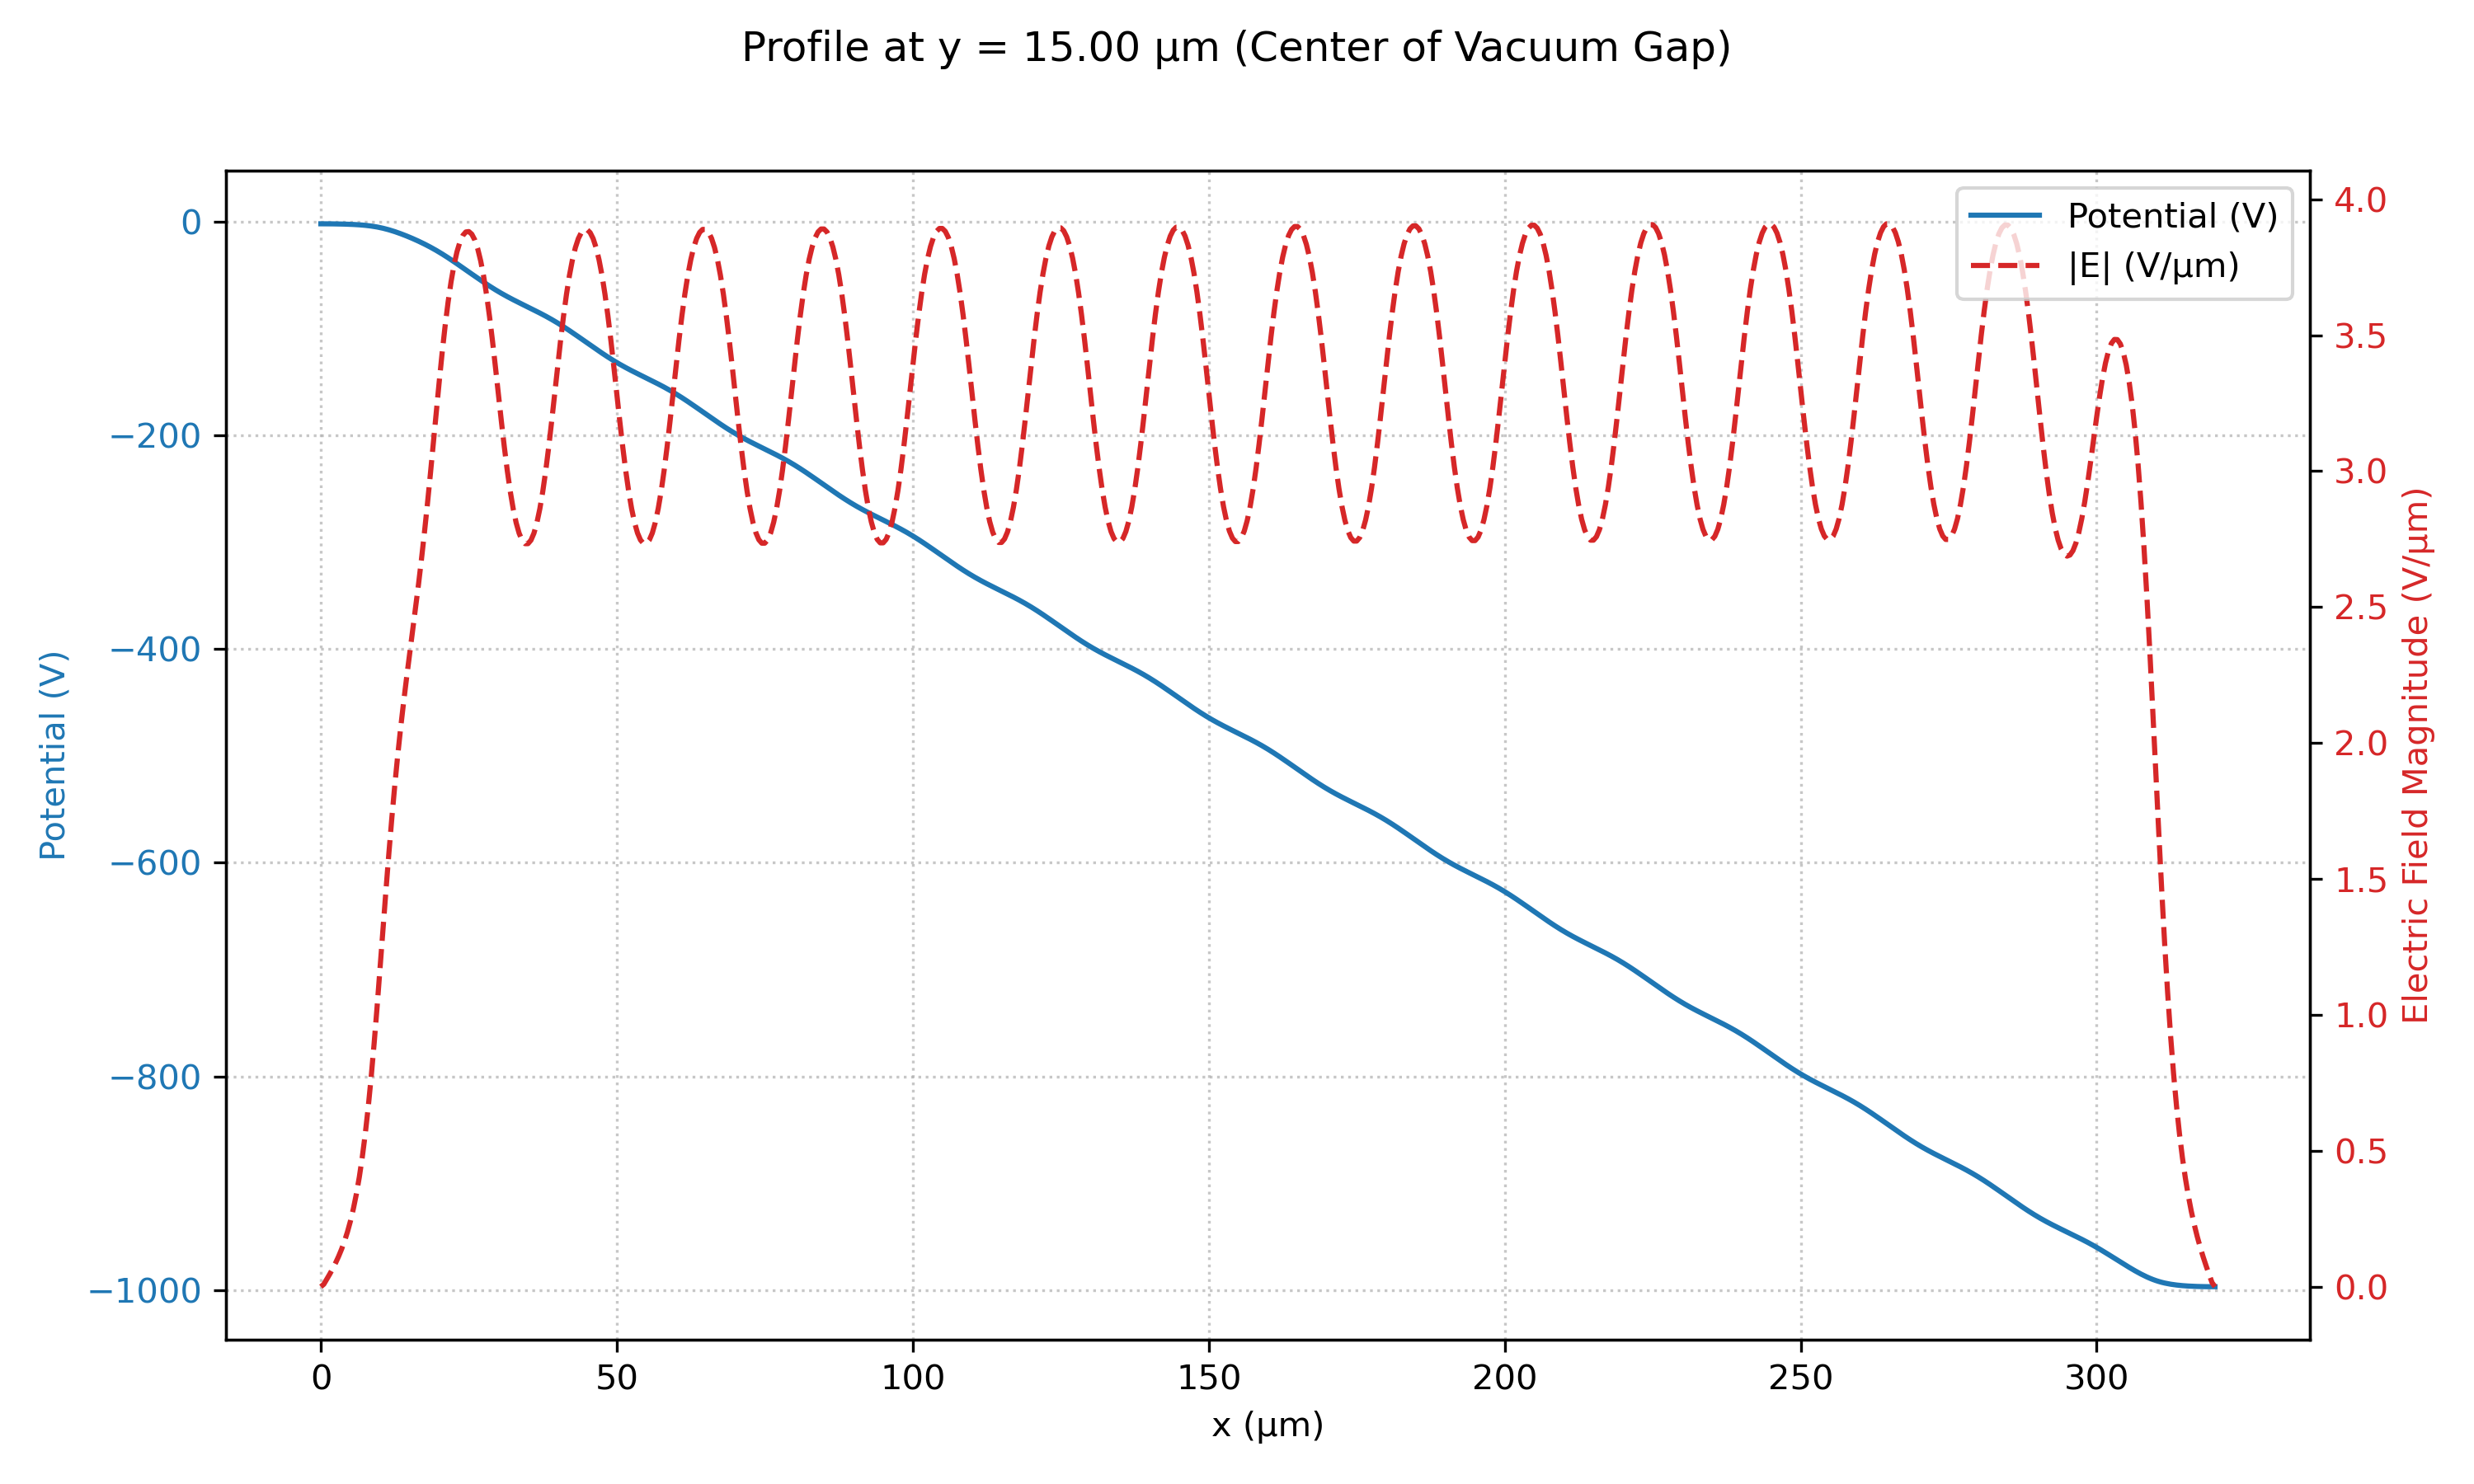 Profile at y = 15.00 µm (Center of Vacuum Gap)
Potential (V)
|E| (V/µm)
0
−200
−400
−600
−800
−1000
Potential (V)
4.0
3.5
3.0
2.5
2.0
1.5
1.0
0.5
0.0
Electric Field Magnitude (V/µm)
0 50 100 150 200 250 300
x (µm)